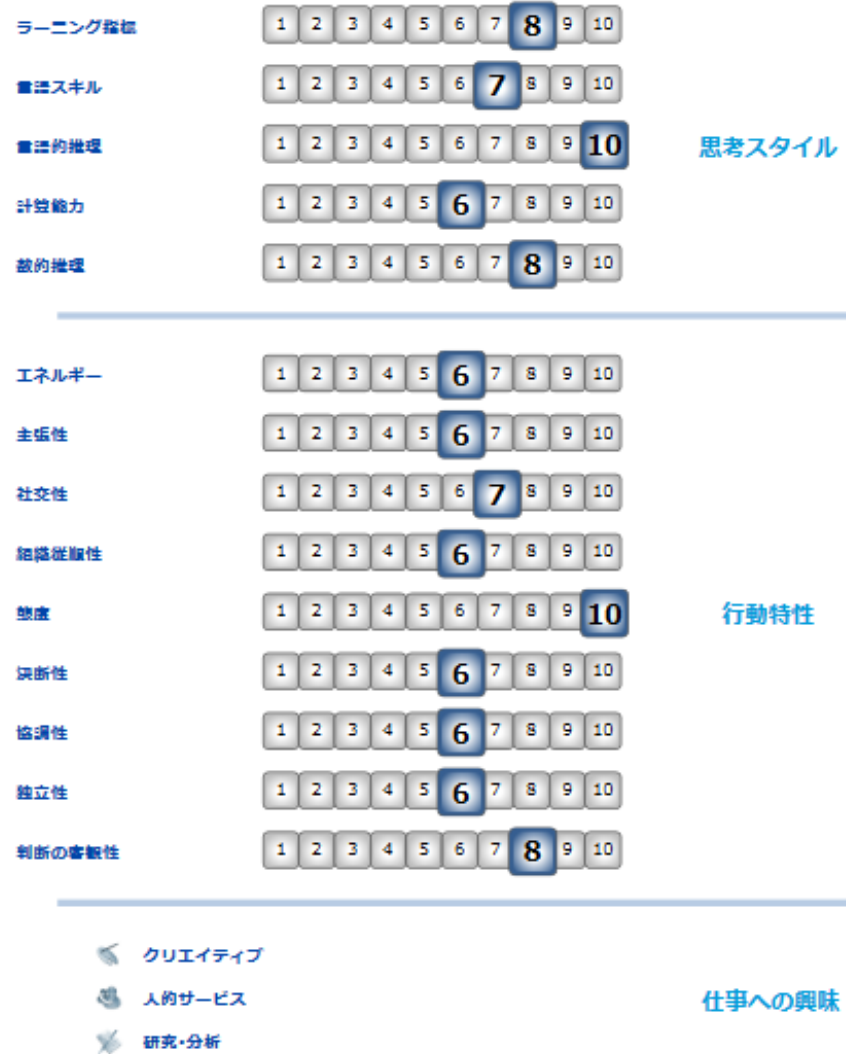 ラーニング指標 1 2 3 4 5 6 7 8 9 10
言語スキル 1 2 3 4 5 6 7 8 9 10
言語的推理 1 2 3 4 5 6 7 8 9 10 思考スタイル
計算能力 1 2 3 4 5 6 7 8 9 10
数的推理 1 2 3 4 5 6 7 8 9 10
エネルギー 1 2 3 4 5 6 7 8 9 10
主張性 1 2 3 4 5 6 7 8 9 10
社交性 1 2 3 4 5 6 7 8 9 10
組織従順性 1 2 3 4 5 6 7 8 9 10
態度 1 2 3 4 5 6 7 8 9 10 行動特性
決断性 1 2 3 4 5 6 7 8 9 10
協調性 1 2 3 4 5 6 7 8 9 10
独立性 1 2 3 4 5 6 7 8 9 10
判断の客観性 1 2 3 4 5 6 7 8 9 10
クリエイティブ
人的サービス 仕事への興味
研究・分析